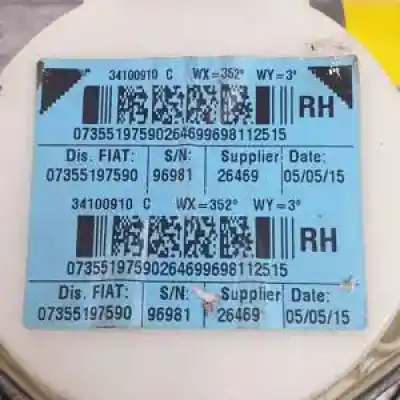 34100910 C WX=352° WY=3°
RH
07355197590264699698112515
Dis. FIAT: S/N: Supplier Date:
07355197590 96981 26469 05/05/15
34100910 C WX=352° WY=3°
RH
07355197590264699698112515
Dis. FIAT: S/N: Supplier Date:
07355197590 96981 26469 05/05/15